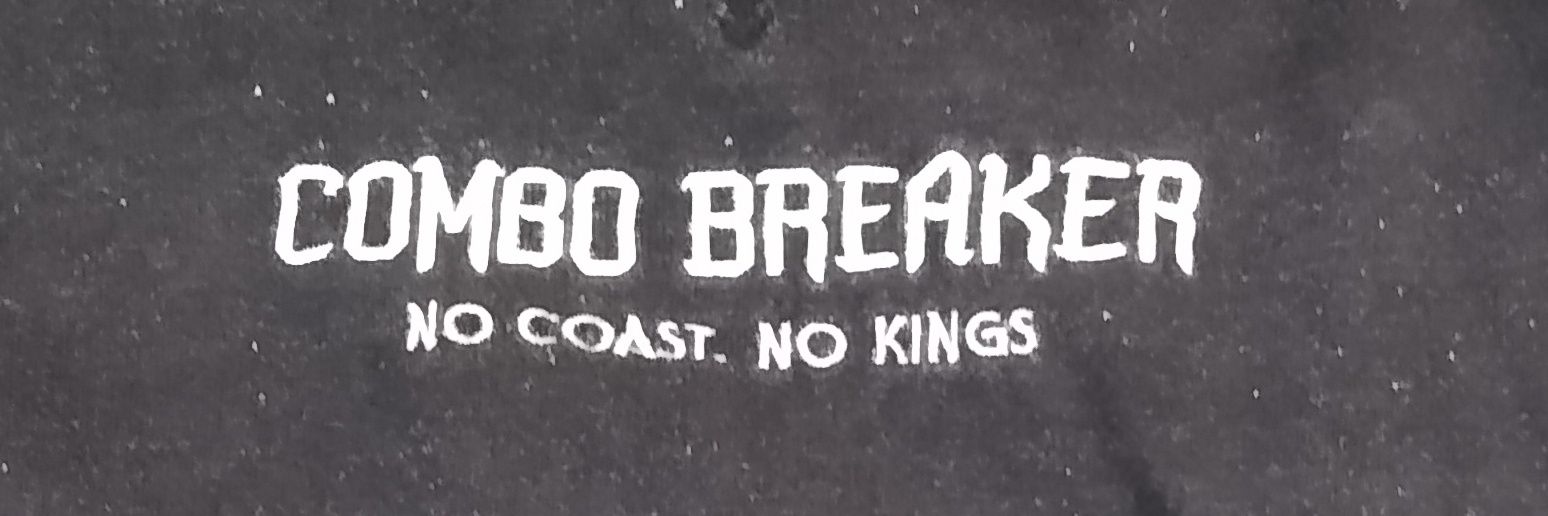 COMBO BREAKER
NO COAST. NO KINGS